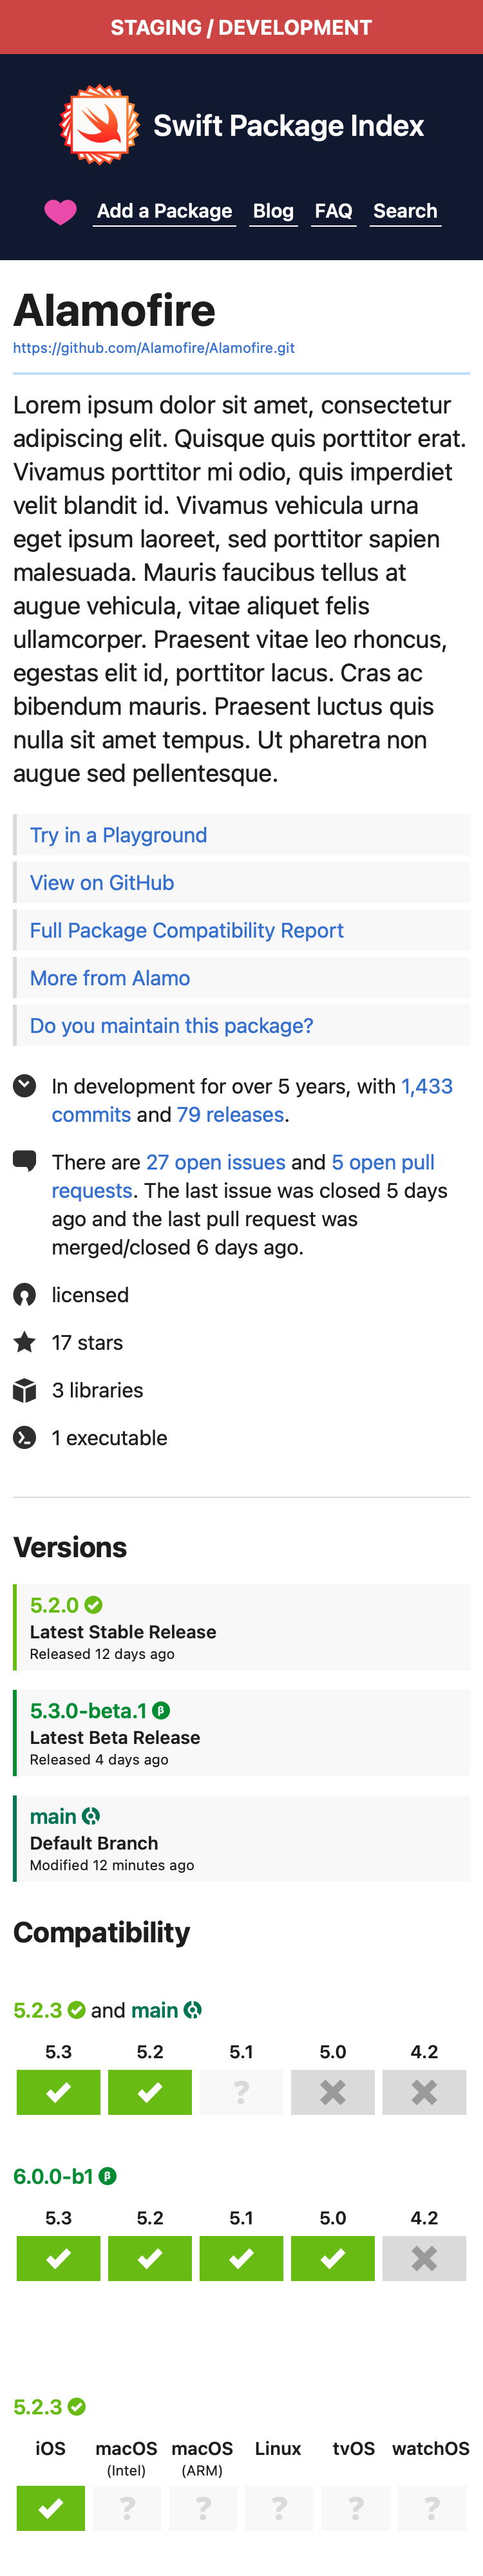 STAGING / DEVELOPMENT
Swift Package Index
Add a Package Blog FAQ Search
Alamofire
https://github.com/Alamofire/Alamofire.git
Lorem ipsum dolor sit amet, consectetur
adipiscing elit. Quisque quis porttitor erat.
Vivamus porttitor mi odio, quis imperdiet
velit blandit id. Vivamus vehicula urna
eget ipsum laoreet, sed porttitor sapien
malesuada. Mauris faucibus tellus at
augue vehicula, vitae aliquet felis
ullamcorper. Praesent vitae leo rhoncus,
egestas elit id, porttitor lacus. Cras ac
bibendum mauris. Praesent luctus quis
nulla sit amet tempus. Ut pharetra non
augue sed pellentesque.
Try in a Playground
View on GitHub
Full Package Compatibility Report
More from Alamo
Do you maintain this package?
In development for over 5 years, with 1,433
commits and 79 releases.
There are 27 open issues and 5 open pull
requests. The last issue was closed 5 days
ago and the last pull request was
merged/closed 6 days ago.
licensed
17 stars
3 libraries
1 executable
Versions
5.2.0
Latest Stable Release
Released 12 days ago
5.3.0-beta.1 β
Latest Beta Release
Released 4 days ago
main
Default Branch
Modified 12 minutes ago
Compatibility
5.2.3 and main
5.3 5.2 5.1 5.0 4.2
?
6.0.0-b1 β
5.3 5.2 5.1 5.0 4.2
5.2.3
iOS macOS macOS Linux tvOS watchOS
(Intel) (ARM)
? ? ? ? ?